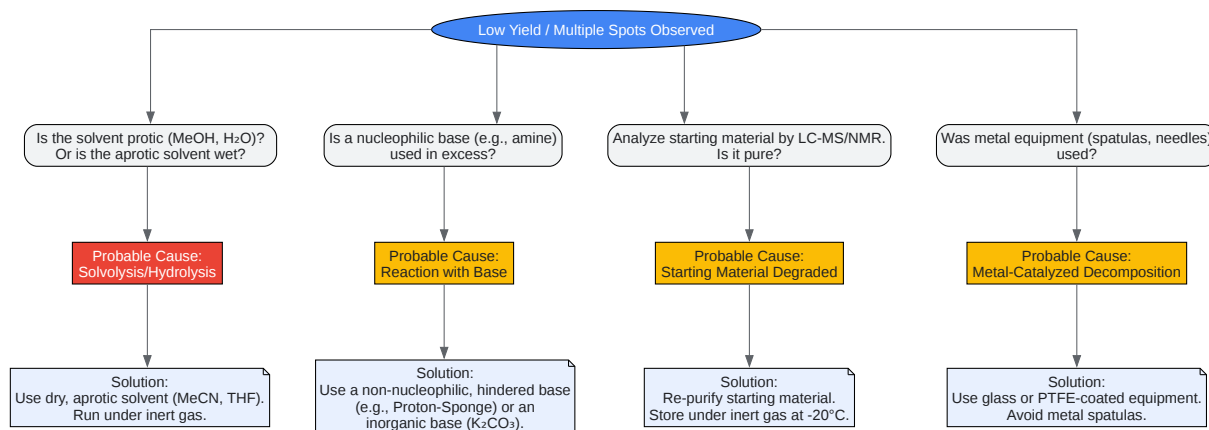 Low Yield / Multiple Spots Observed
Is the solvent protic (MeOH, H₂O)?
Or is the aprotic solvent wet?
Is a nucleophilic base (e.g., amine)
used in excess?
Analyze starting material by LC-MS/NMR.
Is it pure?
Was metal equipment (spatulas, needles)
used?
Probable Cause:
Solvolysis/Hydrolysis
Probable Cause:
Reaction with Base
Probable Cause:
Starting Material Degraded
Probable Cause:
Metal-Catalyzed Decomposition
Solution:
Use dry, aprotic solvent (MeCN, THF).
Run under inert gas.
Solution:
Use a non-nucleophilic, hindered base
(e.g., Proton-Sponge) or an
inorganic base (K₂CO₃).
Solution:
Re-purify starting material.
Store under inert gas at -20°C.
Solution:
Use glass or PTFE-coated equipment.
Avoid metal spatulas.